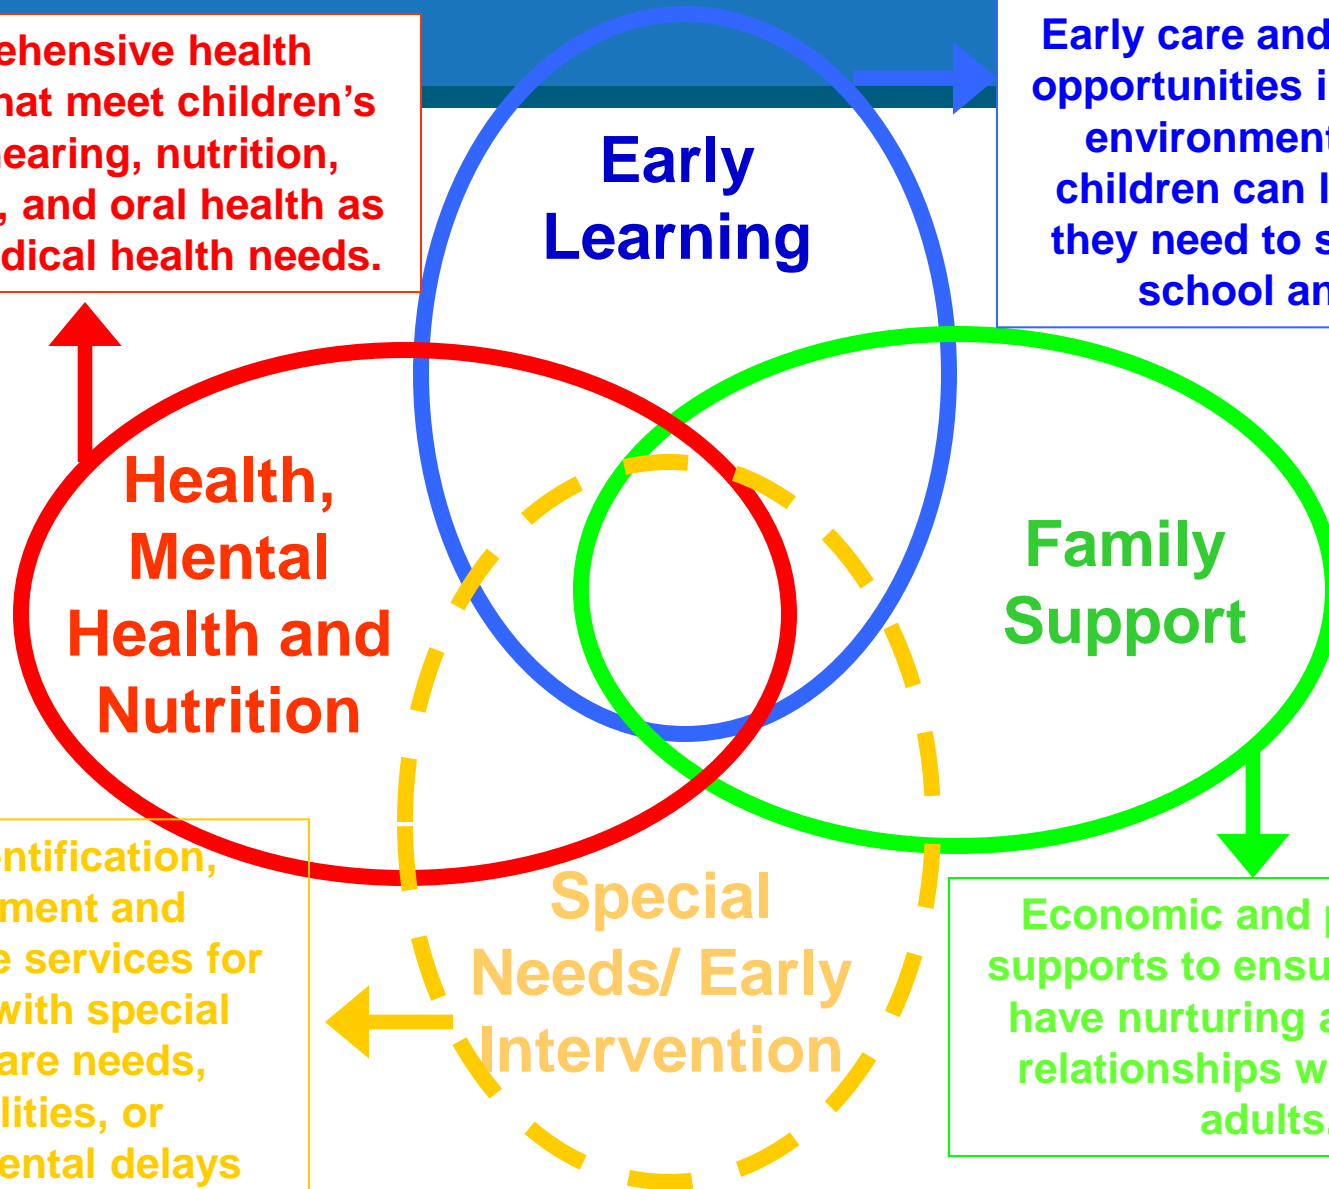 ehensive health
hat meet children's
hearing, nutrition,
, and oral health as
dical health needs.
Early care and
opportunities i
environment
children can l
they need to s
school an
Early
Learning
Health,
Mental
Health and
Nutrition
Family
Support
Special
Needs/ Early
Intervention
ntification,
ment and
e services for
with special
are needs,
lities, or
ental delays
Economic and p
supports to ensu
have nurturing a
relationships w
adults.